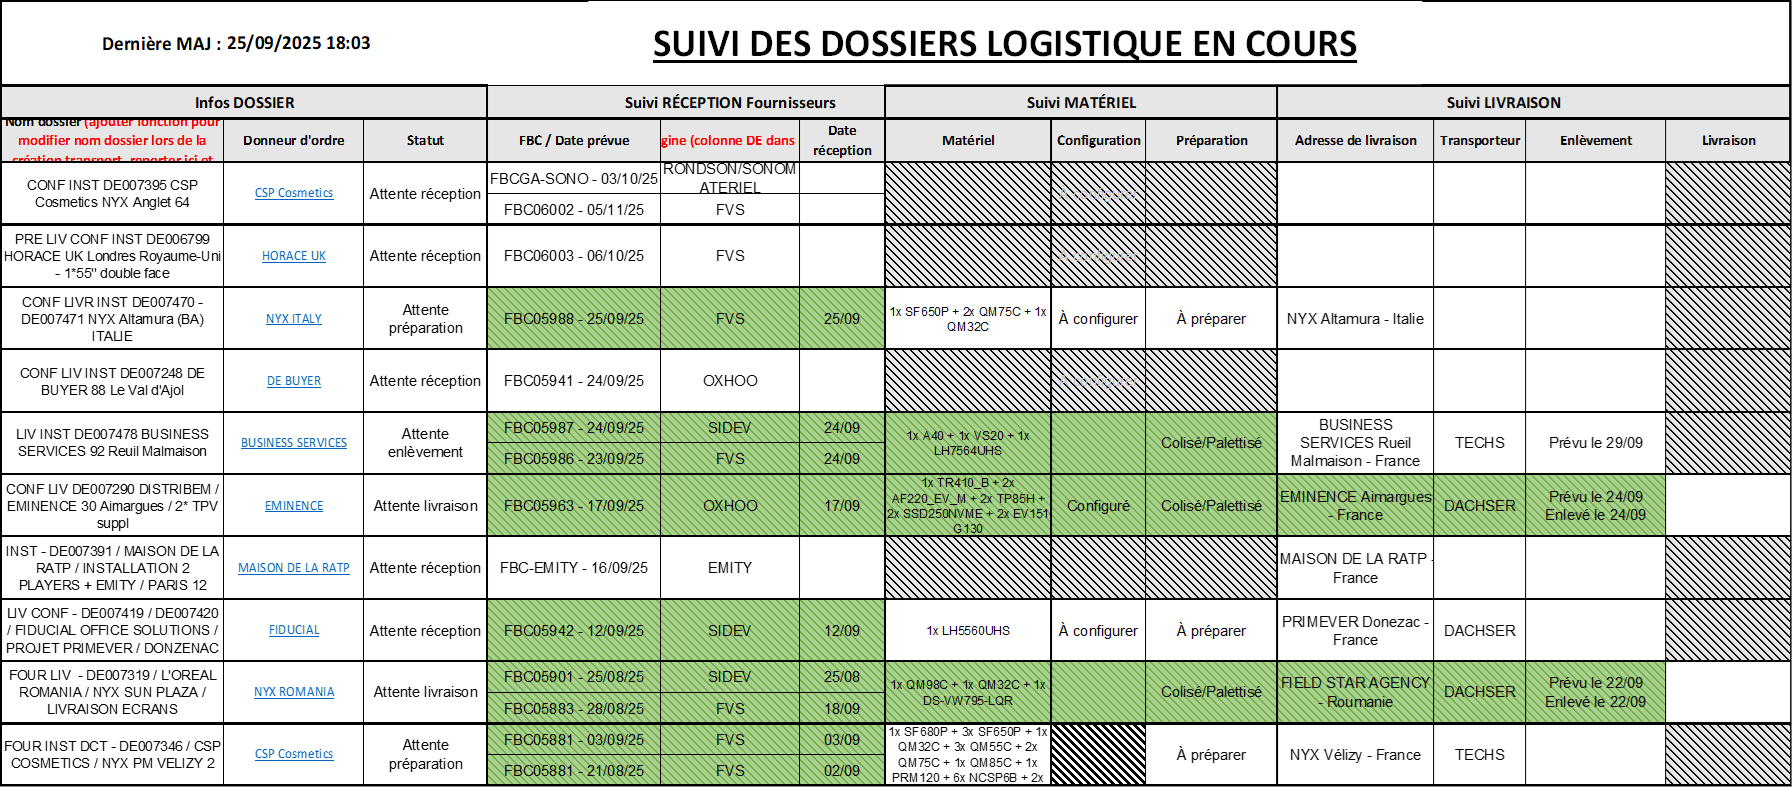 Dernière MAJ : 25/09/2025 18:03
SUIVI DES DOSSIERS LOGISTIQUE EN COURS
Infos DOSSIER
Suivi RÉCEPTION Fournisseurs
Suivi MATÉRIEL
Suivi LIVRAISON
Nom dossier (ajouter fonction pour
modifier nom dossier lors de la
création transport, reporter ici et
Donneur d'ordre
Statut
FBC / Date prévue
gine (colonne DE dans
Date
réception
Matériel
Configuration
Préparation
Adresse de livraison
Transporteur
Enlèvement
Livraison
CONF INST DE007395 CSP
Cosmetics NYX Anglet 64
CSP Cosmetics
Attente réception
FBCGA-SONO - 03/10/25
RONDSON/SONOM
ATERIEL
FBC06002 - 05/11/25
FVS
PRE LIV CONF INST DE006799
HORACE UK Londres Royaume-Uni
- 1*55" double face
HORACE UK
Attente réception
FBC06003 - 06/10/25
FVS
CONF LIVR INST DE007470 -
DE007471 NYX Altamura (BA)
ITALIE
NYX ITALY
Attente
préparation
FBC05988 - 25/09/25
FVS
25/09
1x SF650P + 2x QM75C + 1x
QM32C
À configurer
À préparer
NYX Altamura - Italie
CONF LIV INST DE007248 DE
BUYER 88 Le Val d'Ajol
DE BUYER
Attente réception
FBC05941 - 24/09/25
OXHOO
LIV INST DE007478 BUSINESS
SERVICES 92 Reuil Malmaison
BUSINESS SERVICES
Attente
enlèvement
FBC05987 - 24/09/25
SIDEV
24/09
FBC05986 - 23/09/25
FVS
24/09
1x A40 + 1x VS20 + 1x
LH7564UHS
Colisé/Palettisé
BUSINESS
SERVICES Rueil
Malmaison - France
TECHS
Prévu le 29/09
CONF LIV DE007290 DISTRIBEM /
EMINENCE 30 Aimargues / 2* TPV
suppl
EMINENCE
Attente livraison
FBC05963 - 17/09/25
OXHOO
17/09
1x TR410_B + 2x
AF220_EV_M + 2x TP85H +
2x SSD250NVME + 2x EV151
G130
Configuré
Colisé/Palettisé
EMINENCE Aimargues
- France
DACHSER
Prévu le 24/09
Enlevé le 24/09
INST - DE007391 / MAISON DE LA
RATP / INSTALLATION 2
PLAYERS + EMITY / PARIS 12
MAISON DE LA RATP
Attente réception
FBC-EMITY - 16/09/25
EMITY
MAISON DE LA RATP -
France
LIV CONF - DE007419 / DE007420
/ FIDUCIAL OFFICE SOLUTIONS /
PROJET PRIMEVER / DONZENAC
FIDUCIAL
Attente réception
FBC05942 - 12/09/25
SIDEV
12/09
1x LH5560UHS
À configurer
À préparer
PRIMEVER Donezac -
France
DACHSER
FOUR LIV - DE007319 / L'OREAL
ROMANIA / NYX SUN PLAZA /
LIVRAISON ECRANS
NYX ROMANIA
Attente livraison
FBC05901 - 25/08/25
SIDEV
25/08
FBC05883 - 28/08/25
FVS
18/09
1x QM98C + 1x QM32C + 1x
DS-VW795-LQR
Colisé/Palettisé
FIELD STAR AGENCY
- Roumanie
DACHSER
Prévu le 22/09
Enlevé le 22/09
FOUR INST DCT - DE007346 / CSP
COSMETICS / NYX PM VELIZY 2
CSP Cosmetics
Attente
préparation
FBC05881 - 03/09/25
FVS
03/09
FBC05881 - 21/08/25
FVS
02/09
1x SF680P + 3x SF650P + 1x
QM32C + 3x QM55C + 2x
QM75C + 1x QM85C + 1x
PRM120 + 6x NCSP6B + 2x
À préparer
NYX Vélizy - France
TECHS